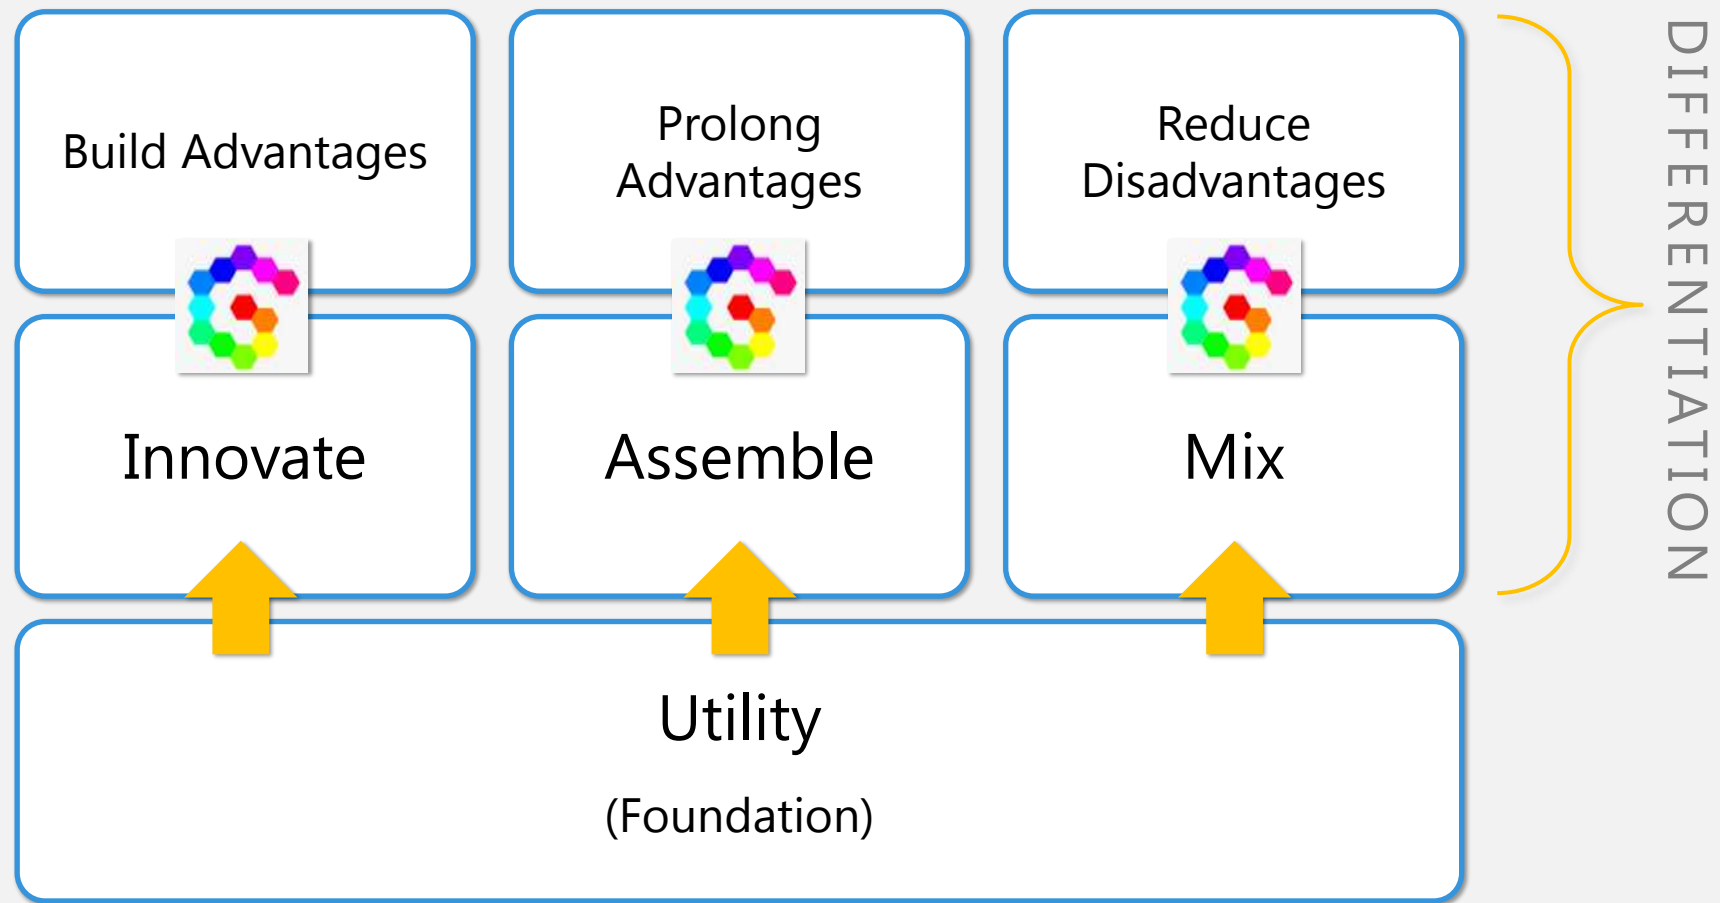 Build Advantages
Prolong
Advantages
Reduce
Disadvantages
Innovate
Assemble
Mix
Utility
(Foundation)
DIFFERENTIATION